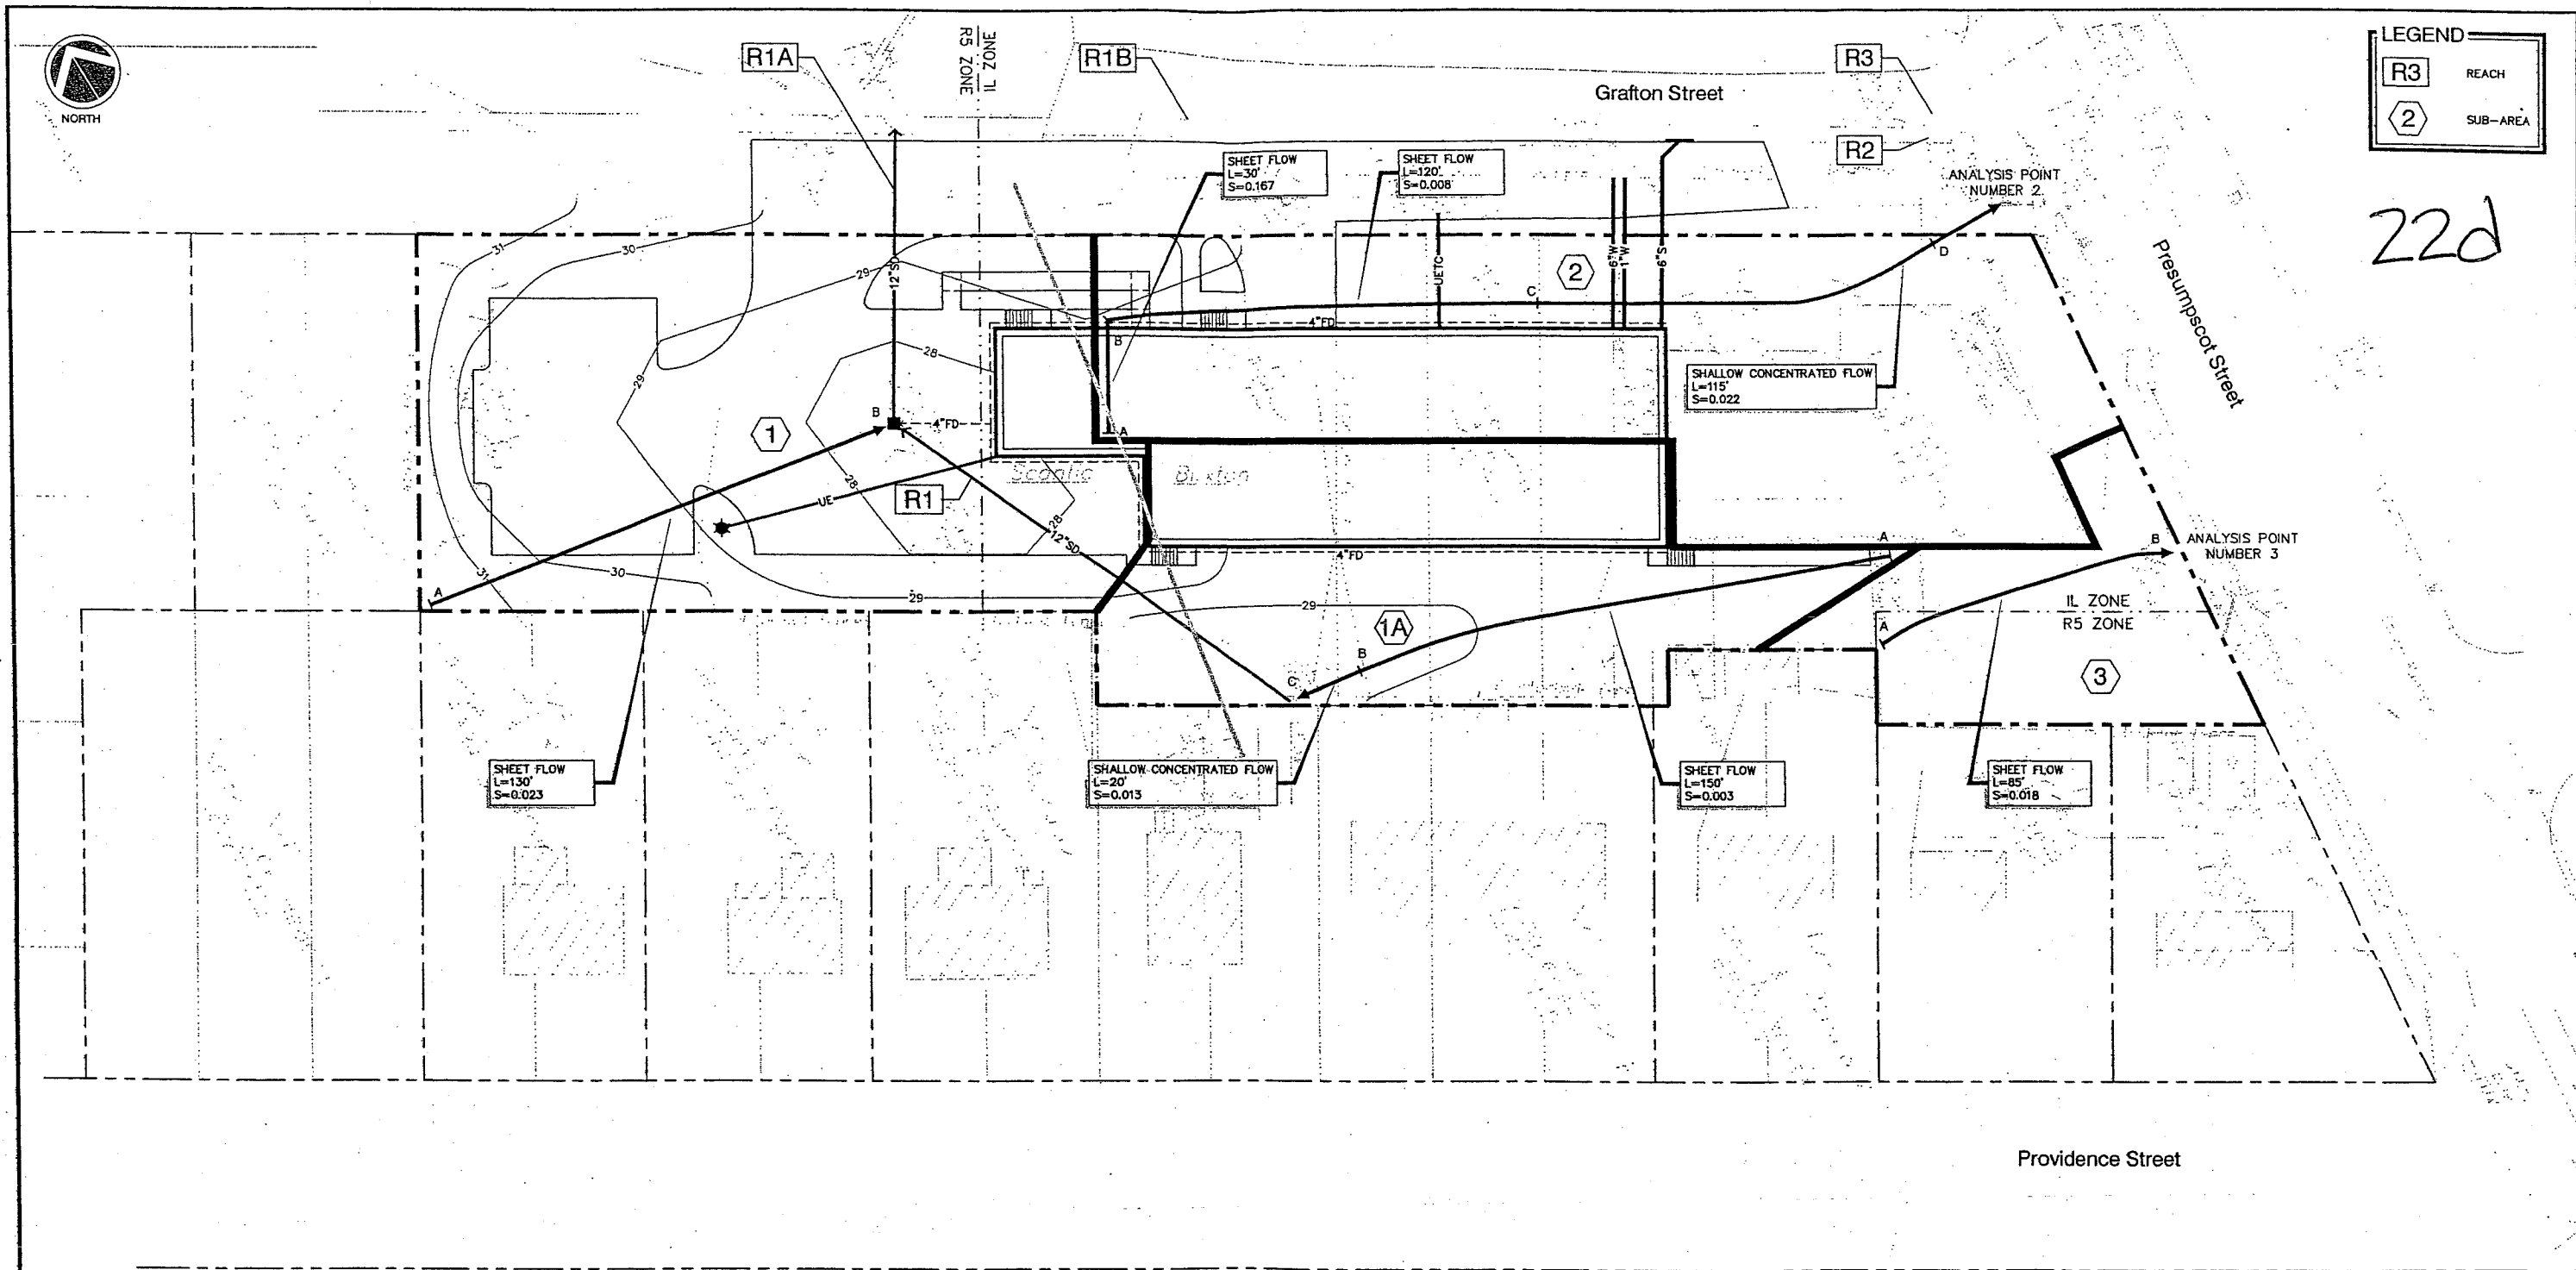 NORTH
R1A
R5 ZONE
IL ZONE
R1B
Grafton Street
R3
R2
LEGEND
R3 REACH
2 SUB-AREA
22d
ANALYSIS POINT
NUMBER 2
Presumpscot Street
SHEET FLOW
L=30'
S=0.167
SHEET FLOW
L=120'
S=0.008
31
30
29
12"SD
UETC
2
6"W
1"W
6"S
D
C
4"FD
B
28
29
SHALLOW CONCENTRATED FLOW
L=115'
S=0.022
1
B
4"FD
A
Scantic
Buxton
28
R1
UE
28
12"SD
4"FD
A
B
ANALYSIS POINT
NUMBER 3
31
30
A
29
29
1A
IL ZONE
R5 ZONE
A
B
C
3
SHEET FLOW
L=130'
S=0.023
SHALLOW CONCENTRATED FLOW
L=20'
S=0.013
SHEET FLOW
L=150'
S=0.003
SHEET FLOW
L=85'
S=0.018
Providence Street